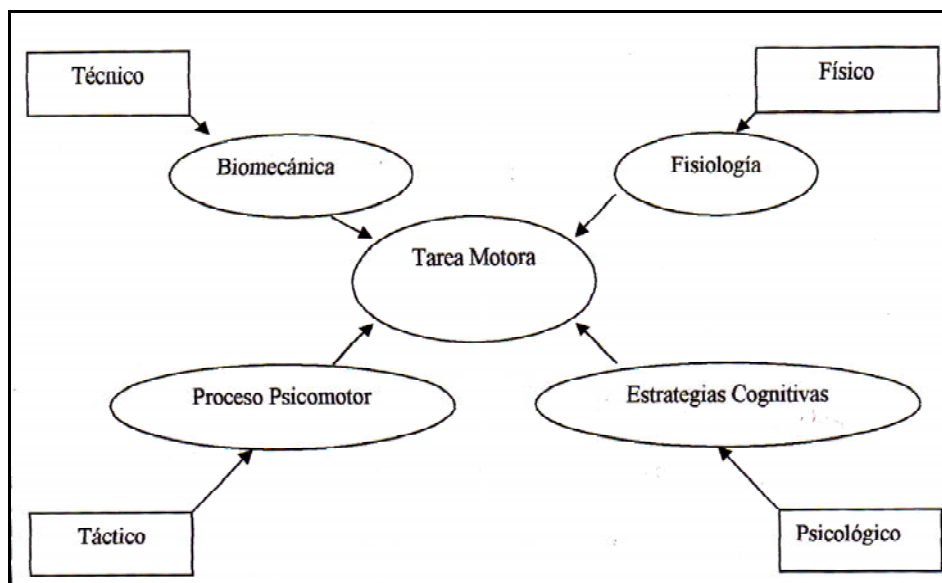 Técnico
Físico
Biomecánica
Fisiología
Tarea Motora
Proceso Psicomotor
Estrategias Cognitivas
Táctico
Psicológico